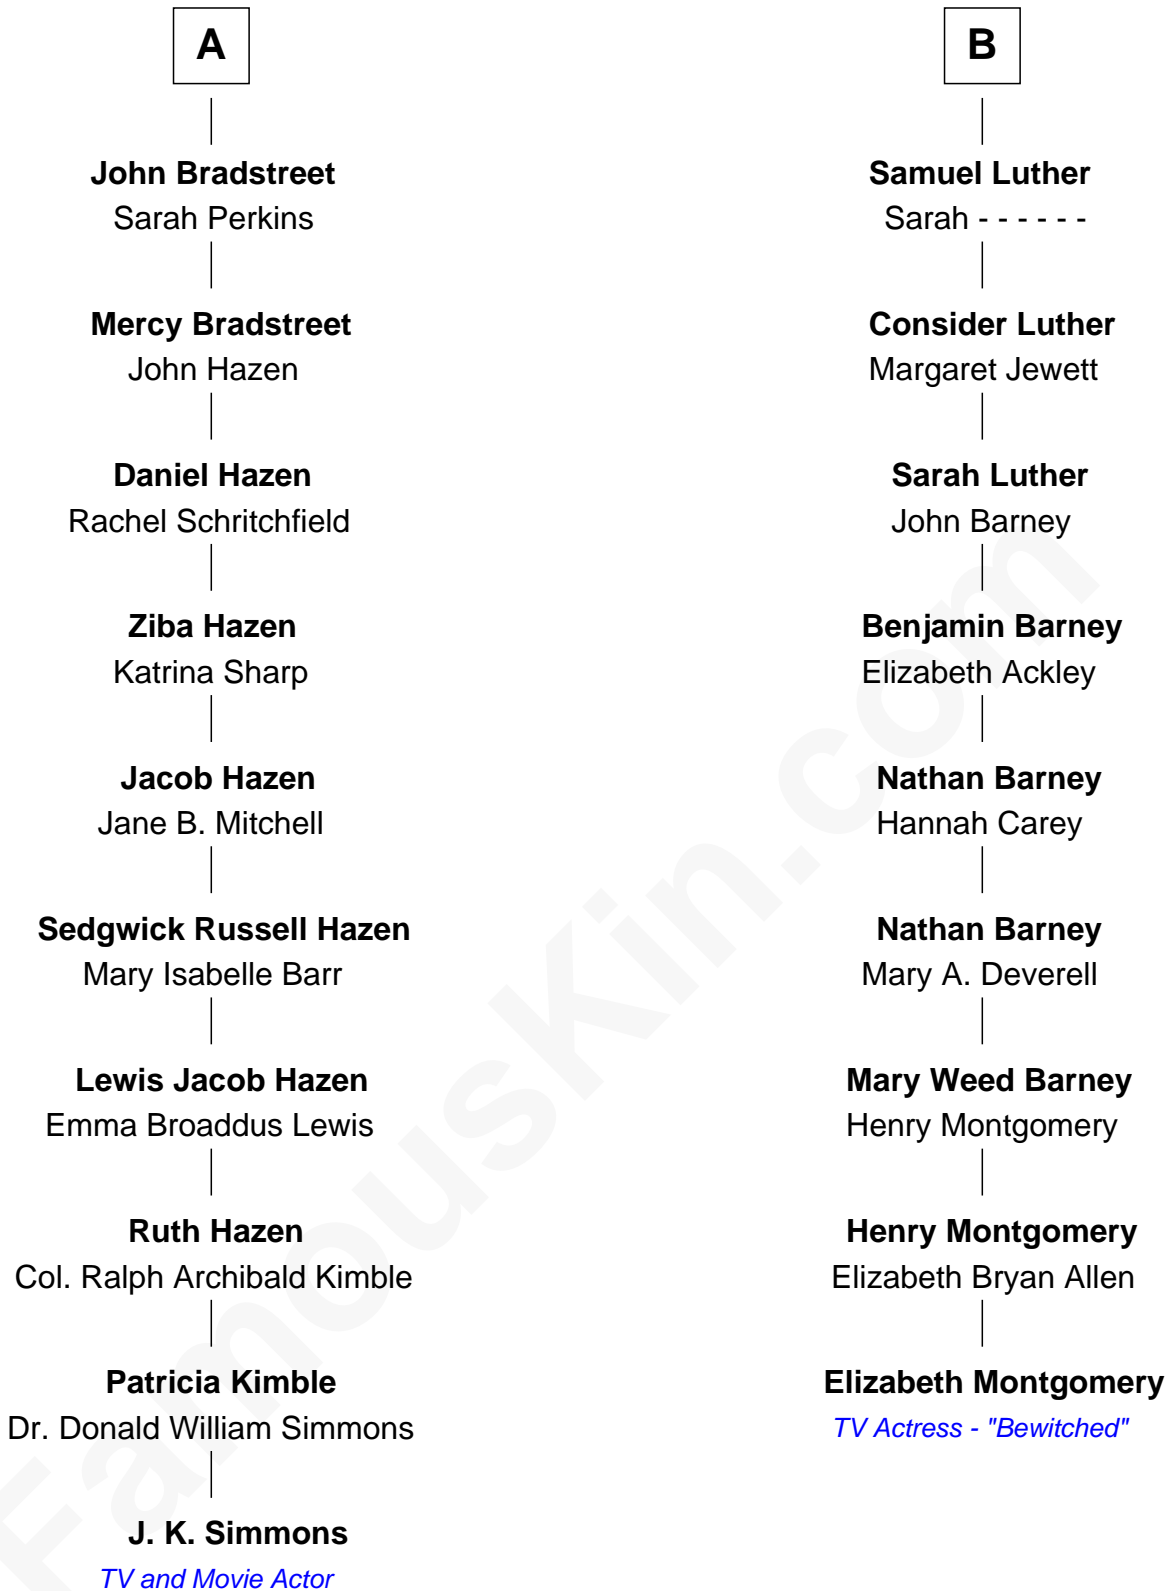 A
John Bradstreet
Sarah Perkins
Mercy Bradstreet
John Hazen
Daniel Hazen
Rachel Schritchfield
Ziba Hazen
Katrina Sharp
Jacob Hazen
Jane B. Mitchell
Sedgwick Russell Hazen
Mary Isabelle Barr
Lewis Jacob Hazen
Emma Broaddus Lewis
Ruth Hazen
Col. Ralph Archibald Kimble
Patricia Kimble
Dr. Donald William Simmons
J. K. Simmons
TV and Movie Actor
B
Samuel Luther
Sarah - - - - - -
Consider Luther
Margaret Jewett
Sarah Luther
John Barney
Benjamin Barney
Elizabeth Ackley
Nathan Barney
Hannah Carey
Nathan Barney
Mary A. Deverell
Mary Weed Barney
Henry Montgomery
Henry Montgomery
Elizabeth Bryan Allen
Elizabeth Montgomery
TV Actress - "Bewitched"
FamousKin.com